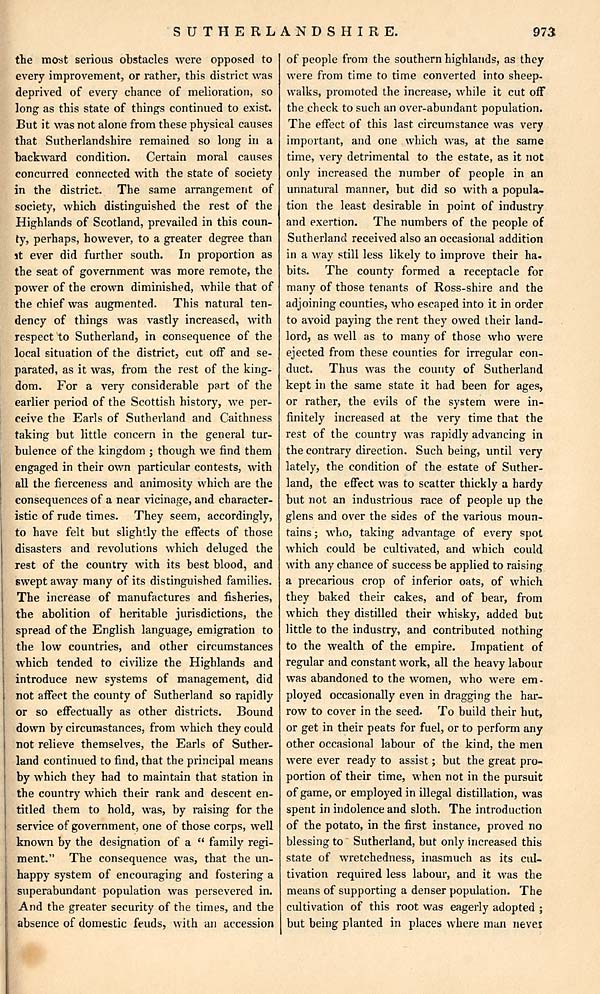 SUTHERLANDSHIRE. 973
the most serious obstacles were opposed to
every improvement, or rather, this district was
deprived of every chance of melioration, so
long as this state of things continued to exist.
But it was not alone from these physical causes
that Sutherlandshire remained so long in a
backward condition. Certain moral causes
concurred connected with the state of society
in the district. The same arrangement of
society, which distinguished the rest of the
Highlands of Scotland, prevailed in this coun-
ty, perhaps, however, to a greater degree than
it ever did further south. In proportion as
the seat of government was more remote, the
power of the crown diminished, while that of
the chief was augmented. This natural ten-
dency of things was vastly increased, with
respect to Sutherland, in consequence of the
local situation of the district, cut off and se-
parated, as it was, from the rest of the king-
dom. For a very considerable part of the
earlier period of the Scottish history, we per-
ceive the Earls of Sutherland and Caithness
taking but little concern in the general tur-
bulence of the kingdom ; though we find them
engaged in their own particular contests, with
all the fierceness and animosity which are the
consequences of a near vicinage, and character-
istic of rude times. They seem, accordingly,
to have felt but slightly the effects of those
disasters and revolutions which deluged the
rest of the country with its best blood, and
swept away many of its distinguished families.
The increase of manufactures and fisheries,
the abolition of heritable jurisdictions, the
spread of the English language, emigration to
the low countries, and other circumstances
which tended to civilize the Highlands and
introduce new systems of management, did
not affect the county of Sutherland so rapidly
or so effectually as other districts. Bound
down by circumstances, from which they could
not relieve themselves, the Earls of Suther-
land continued to find, that the principal means
by which they had to maintain that station in
the country which their rank and descent en-
titled them to hold, was, by raising for the
service of government, one of those corps, well
known by the designation of a “ family regi-
ment.” The consequence was, that the un-
happy system of encouraging and fostering a
superabundant population was persevered in.
And the greater security of the times, and the
absence of domestic feuds, with an accession
of people from the southern highlands, as they
were from time to time converted into sheep-
walks, promoted the increase, while it cut off
the check to such an over-abundant population.
The effect of this last circumstance was very
important, and one which was, at the same
time, very detrimental to the estate, as it not
only increased the number of people in an
unnatural manner, but did so with a popula-
tion the least desirable in point of industry
and exertion. The numbers of the people of
Sutherland received also an occasional addition
in a way still less likely to improve their ha-
bits. The county formed a receptacle for
many of those tenants of Ross-shire and the
adjoining counties, who escaped into it in order
to avoid paying the rent they owed their land-
lord, as well as to many of those who were
ejected from these counties for irregular con-
duct. Thus was the county of Sutherland
kept in the same state it had been for ages,
or rather, the evils of the system were in-
finitely increased at the very time that the
rest of the country was rapidly advancing in
the contrary direction. Such being, until very
lately, the condition of the estate of Suther-
land, the effect was to scatter thickly a hardy
but not an industrious race of people up the
glens and over the sides of the various moun-
tains ; who, taking advantage of every spot
which could be cultivated, and which could
with any chance of success be applied to raising
a precarious crop of inferior oats, of which
they baked their cakes, and of bear, from
which they distilled their whisky, added but
little to the industry, and contributed nothing
to the wealth of the empire. Impatient of
regular and constant work, all the heavy labour
was abandoned to the women, who were em-
ployed occasionally even in dragging the har-
row to cover in the seed. To build their hut,
or get in their peats for fuel, or to perform any
other occasional labour of the kind, the men
were ever ready to assist ; but the great pro-
portion of their time, when not in the pursuit
of game, or employed in illegal distillation, was
spent in indolence and sloth. The introduction
of the potato, in the first instance, proved no
blessing to Sutherland, but only increased this
state of wretchedness, inasmuch as its cul-
tivation required less labour, and it was the
means of supporting a denser population. The
cultivation of this root was eagerly adopted ;
but being planted in places where man never